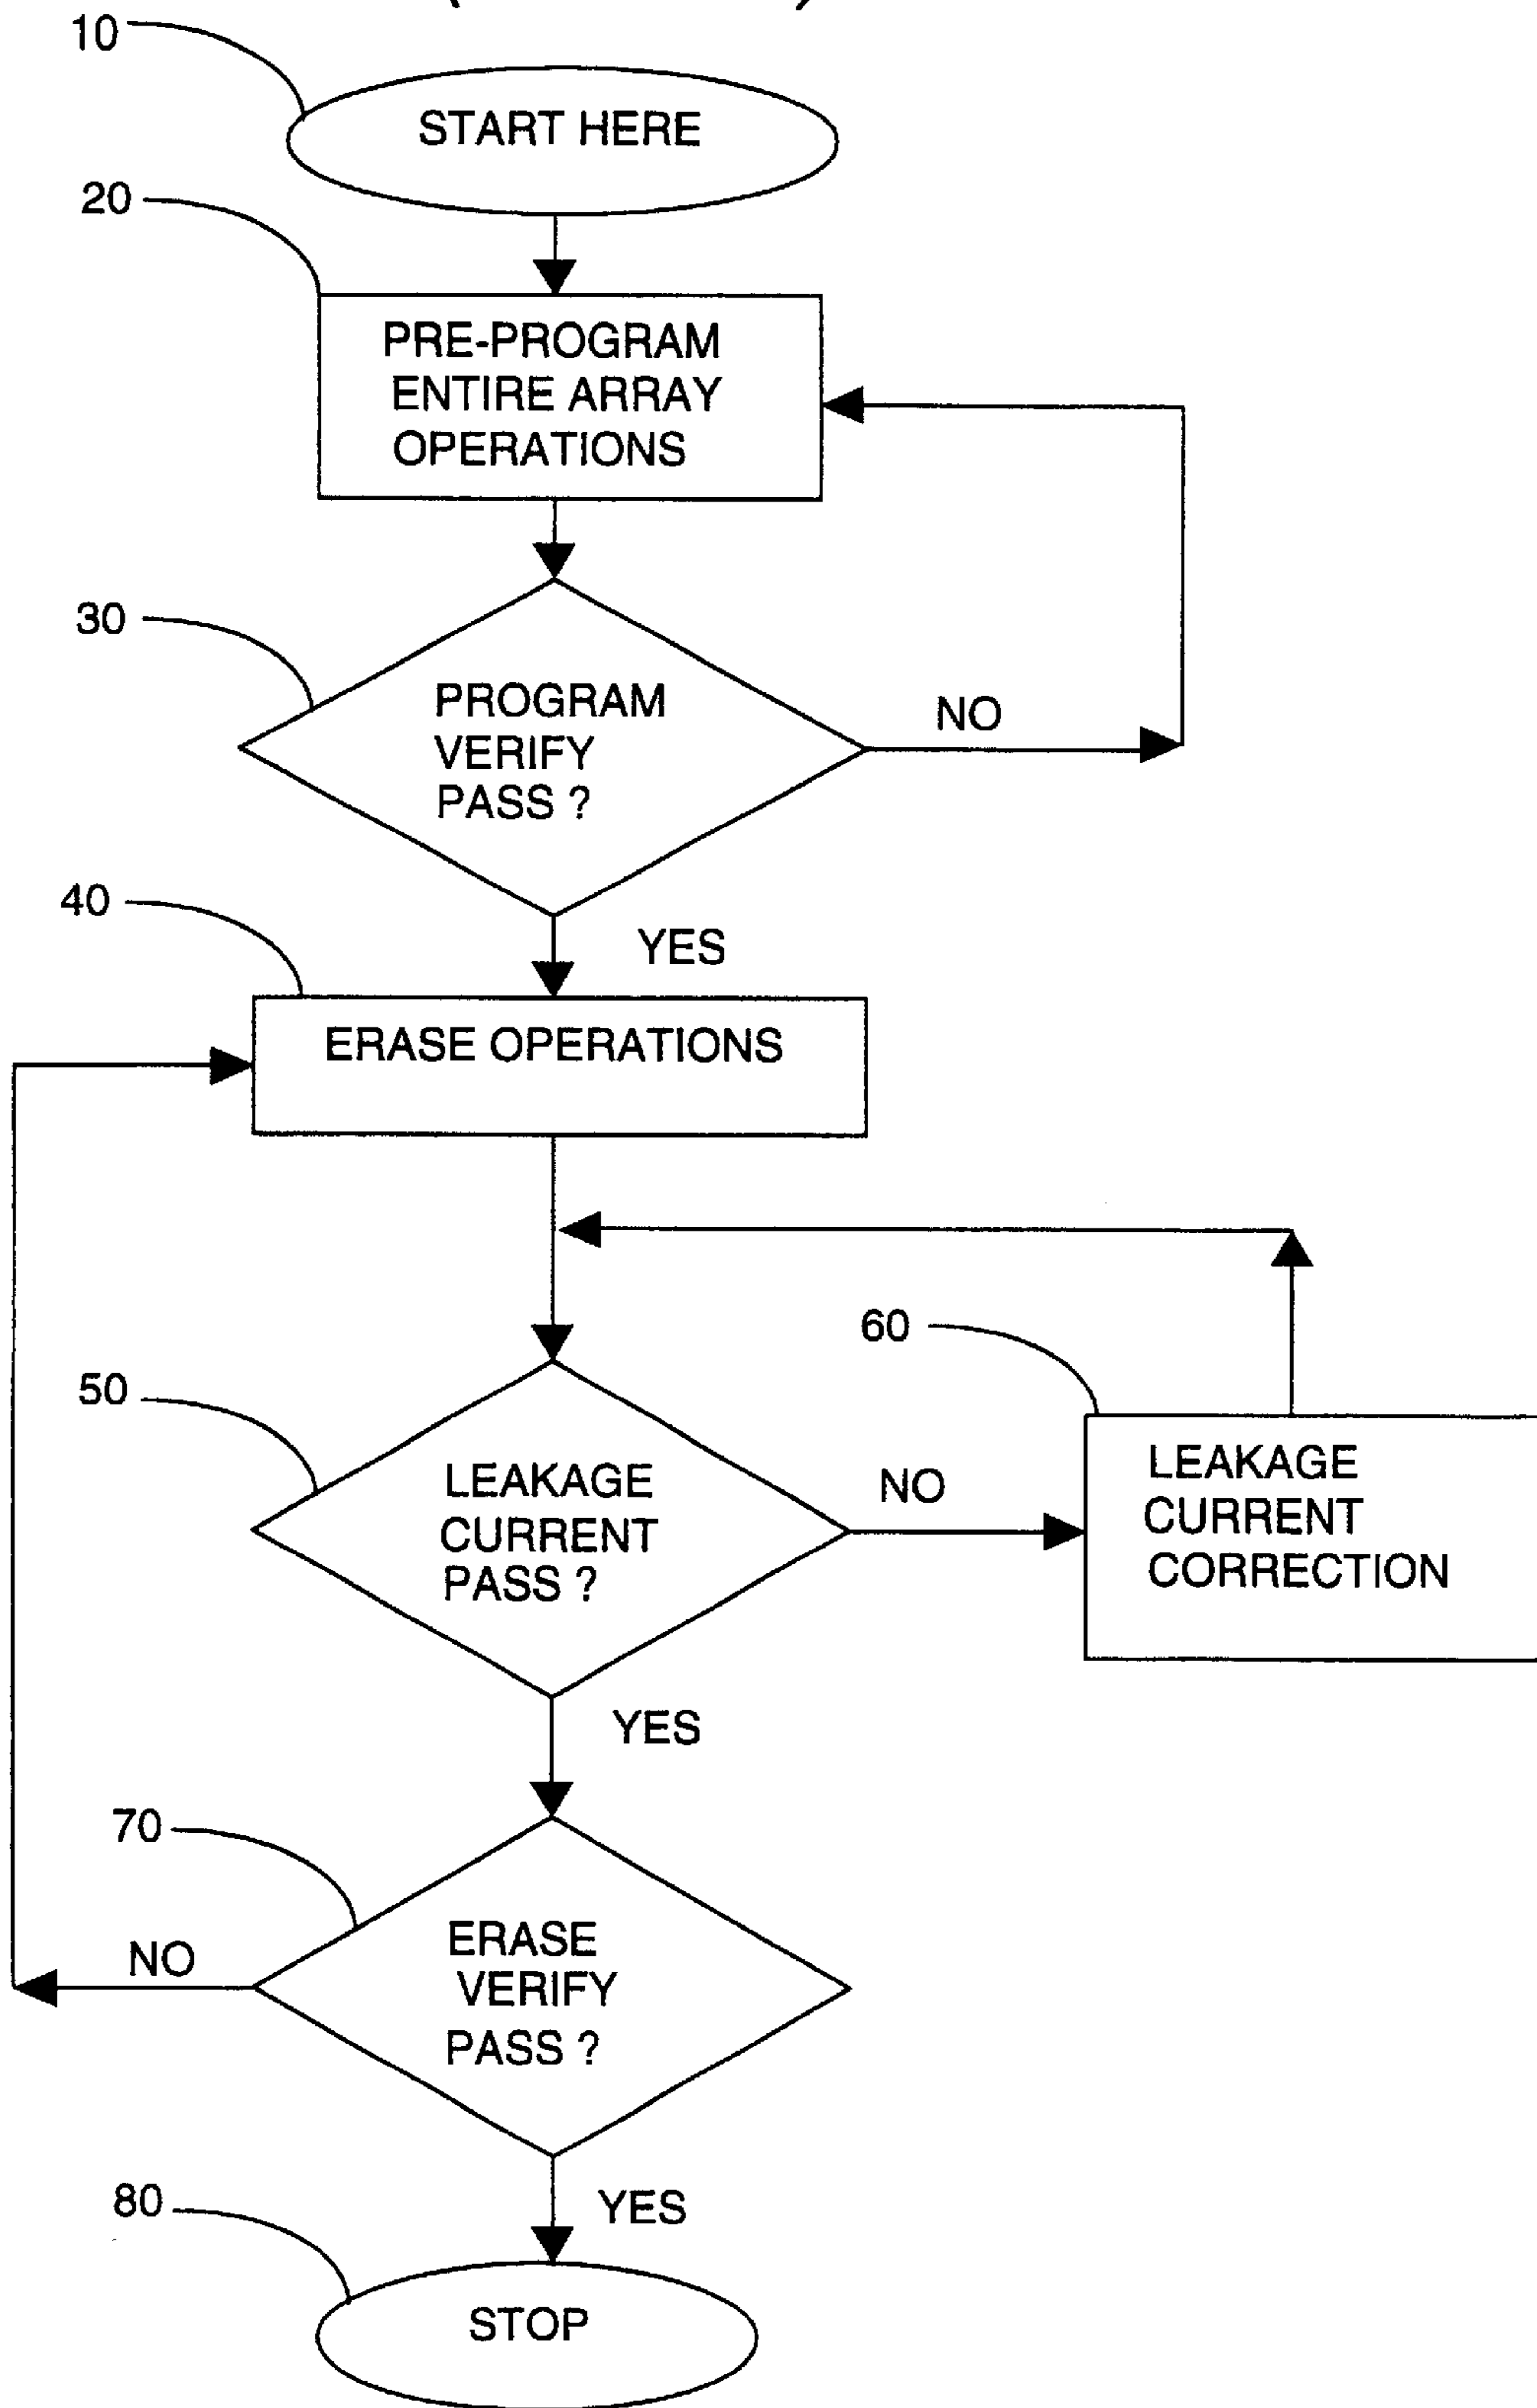 10
START HERE
20
PRE-PROGRAM
ENTIRE ARRAY
OPERATIONS
30
PROGRAM
VERIFY
PASS ?
NO
40
YES
ERASE OPERATIONS
60
50
LEAKAGE
CURRENT
PASS ?
NO
LEAKAGE
CURRENT
CORRECTION
YES
70
ERASE
VERIFY
PASS ?
NO
80
YES
STOP